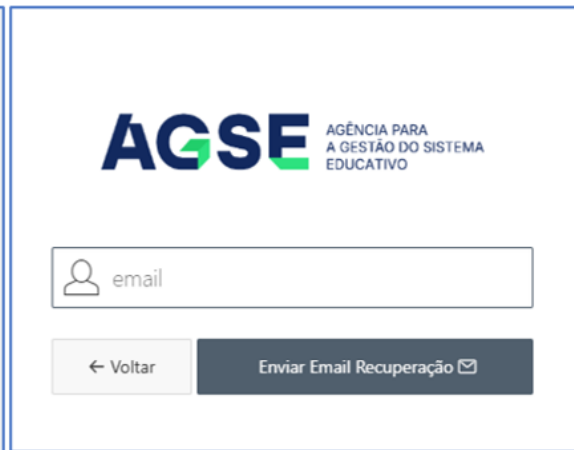 AGSE
AGÊNCIA PARA
A GESTÃO DO SISTEMA
EDUCATIVO
email
← Voltar
Enviar Email Recuperação